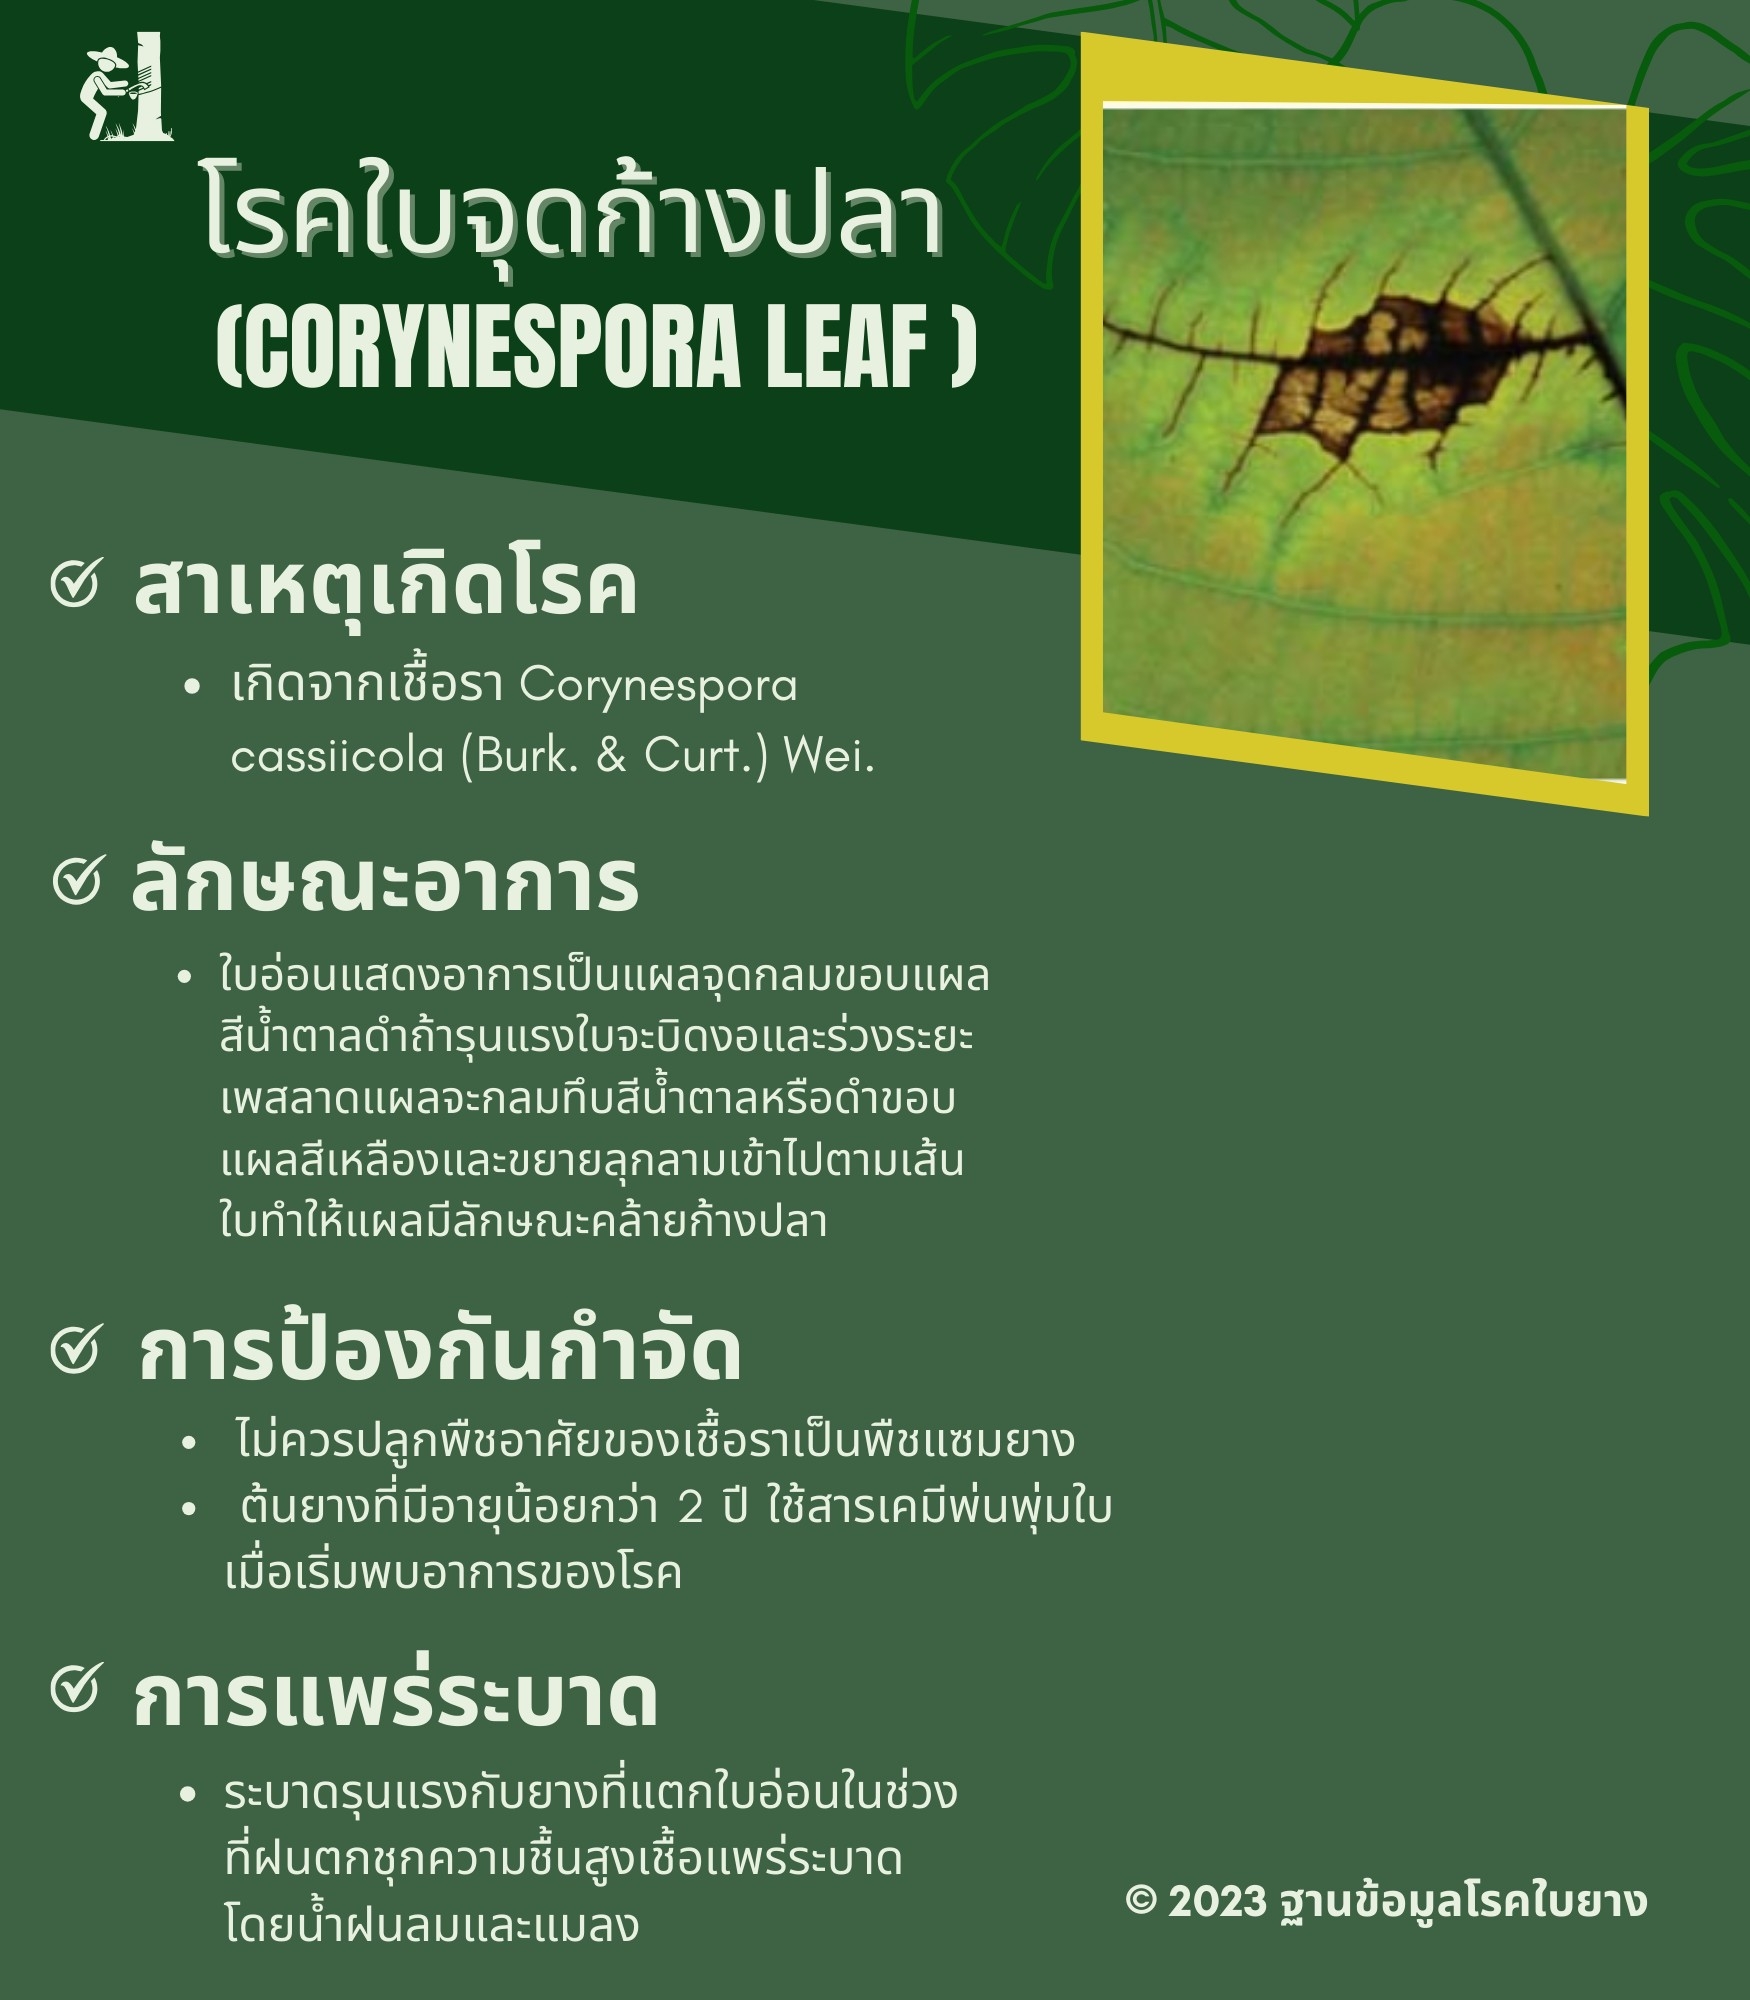 โรคใบจุดก้างปลา
(CORYNESPORA LEAF )
สาเหตุเกิดโรค
• เกิดจากเชื้อรา Corynespora
cassiicola (Burk. & Curt.) Wei.
ลักษณะอาการ
• ใบอ่อนแสดงอาการเป็นแผลจุดกลมขอบแผล
สีน้ำตาลดำถ้ารุนแรงใบจะบิดงอและร่วงระยะ
เพสลาดแผลจะกลมทึบสีน้ำตาลหรือดำขอบ
แผลสีเหลืองและขยายลุกลามเข้าไปตามเส้น
ใบทำให้แผลมีลักษณะคล้ายก้างปลา
การป้องกันกำจัด
• ไม่ควรปลูกพืชอาศัยของเชื้อราเป็นพืชแซมยาง
• ต้นยางที่มีอายุน้อยกว่า 2 ปี ใช้สารเคมีพ่นพุ่มใบ
เมื่อเริ่มพบอาการของโรค
การแพร่ระบาด
• ระบาดรุนแรงกับยางที่แตกใบอ่อนในช่วง
ที่ฝนตกชุกความชื้นสูงเชื้อแพร่ระบาด
โดยน้ำฝนลมและแมลง
© 2023 ฐานข้อมูลโรคใบยาง